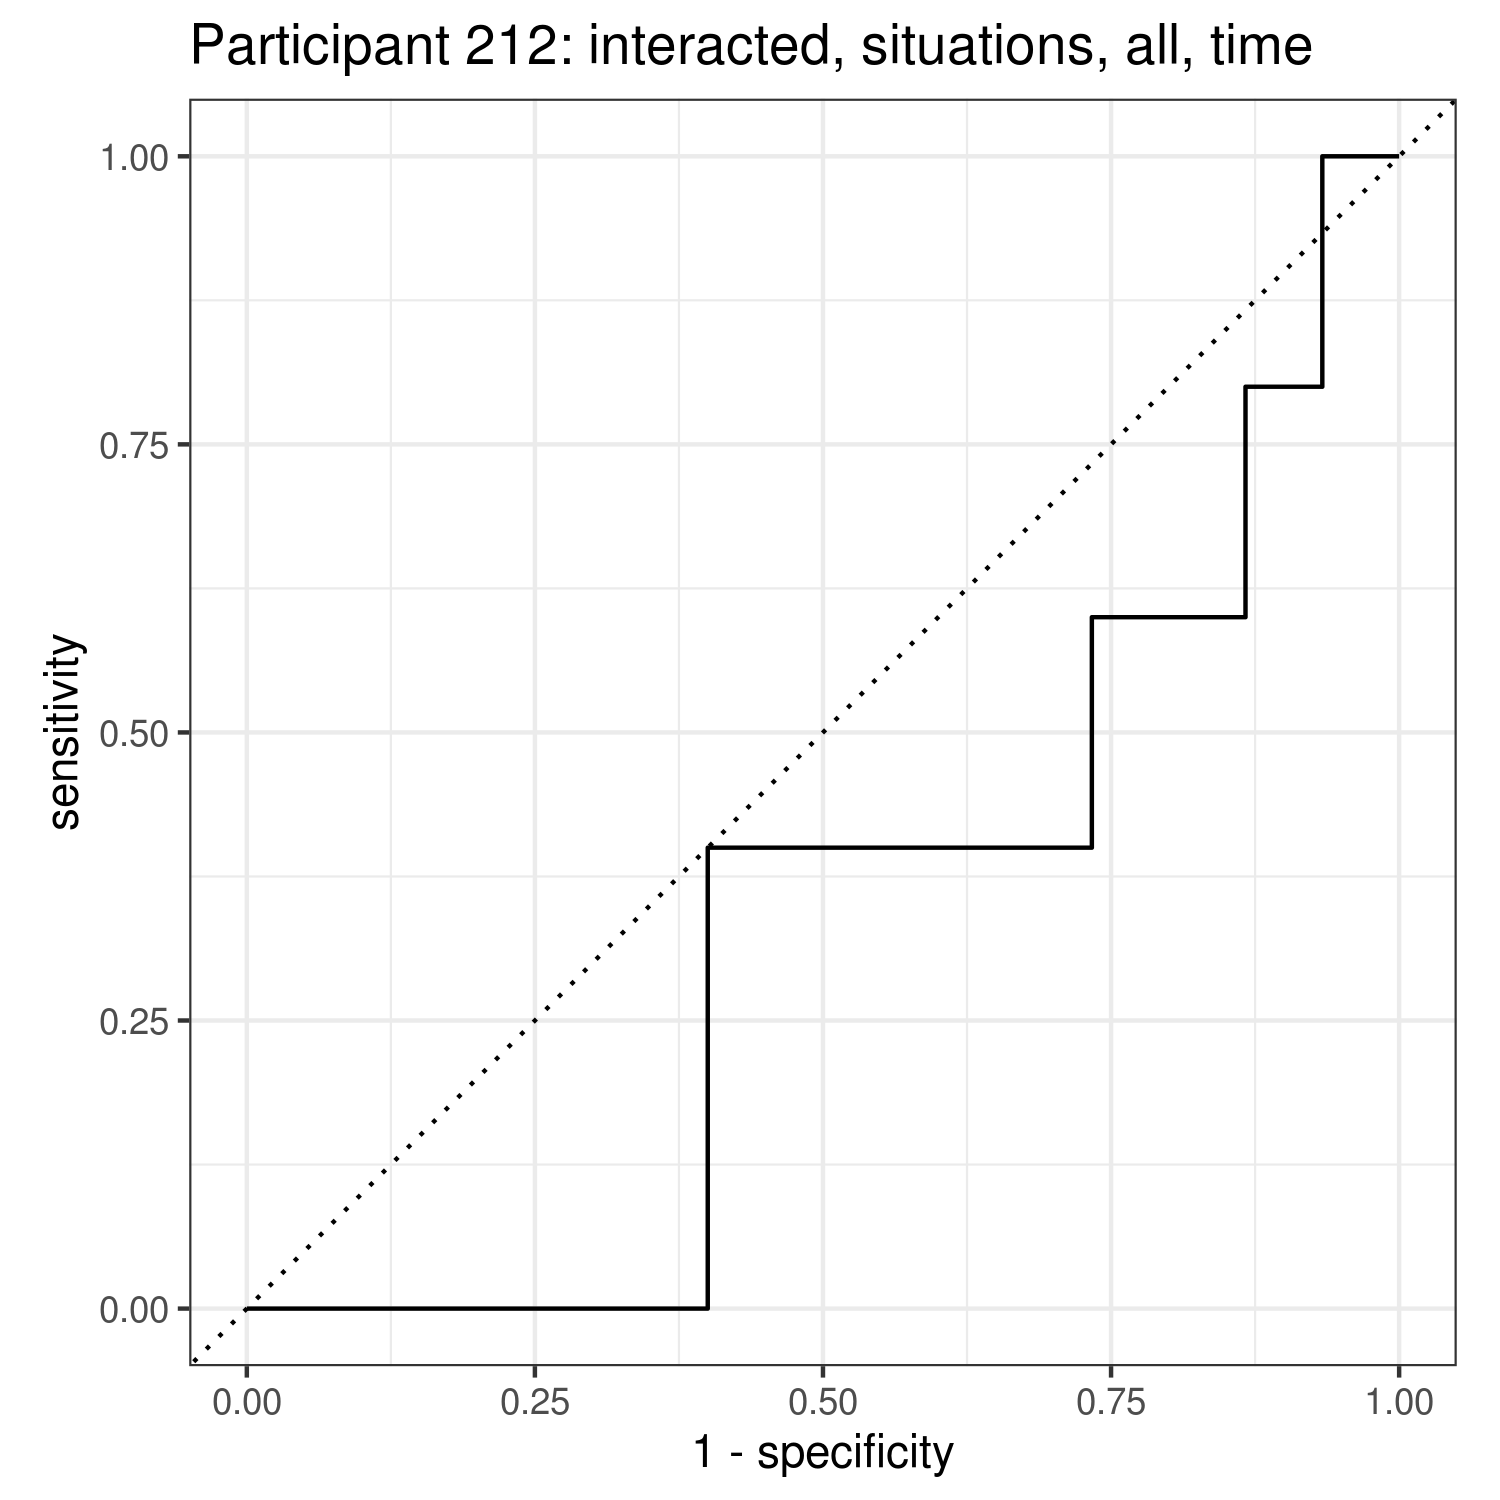 Participant 212: interacted, situations, all, time
1.00
0.75
0.50
0.25
0.00
sensitivity
0.00 0.25 0.50 0.75 1.00
1 - specificity